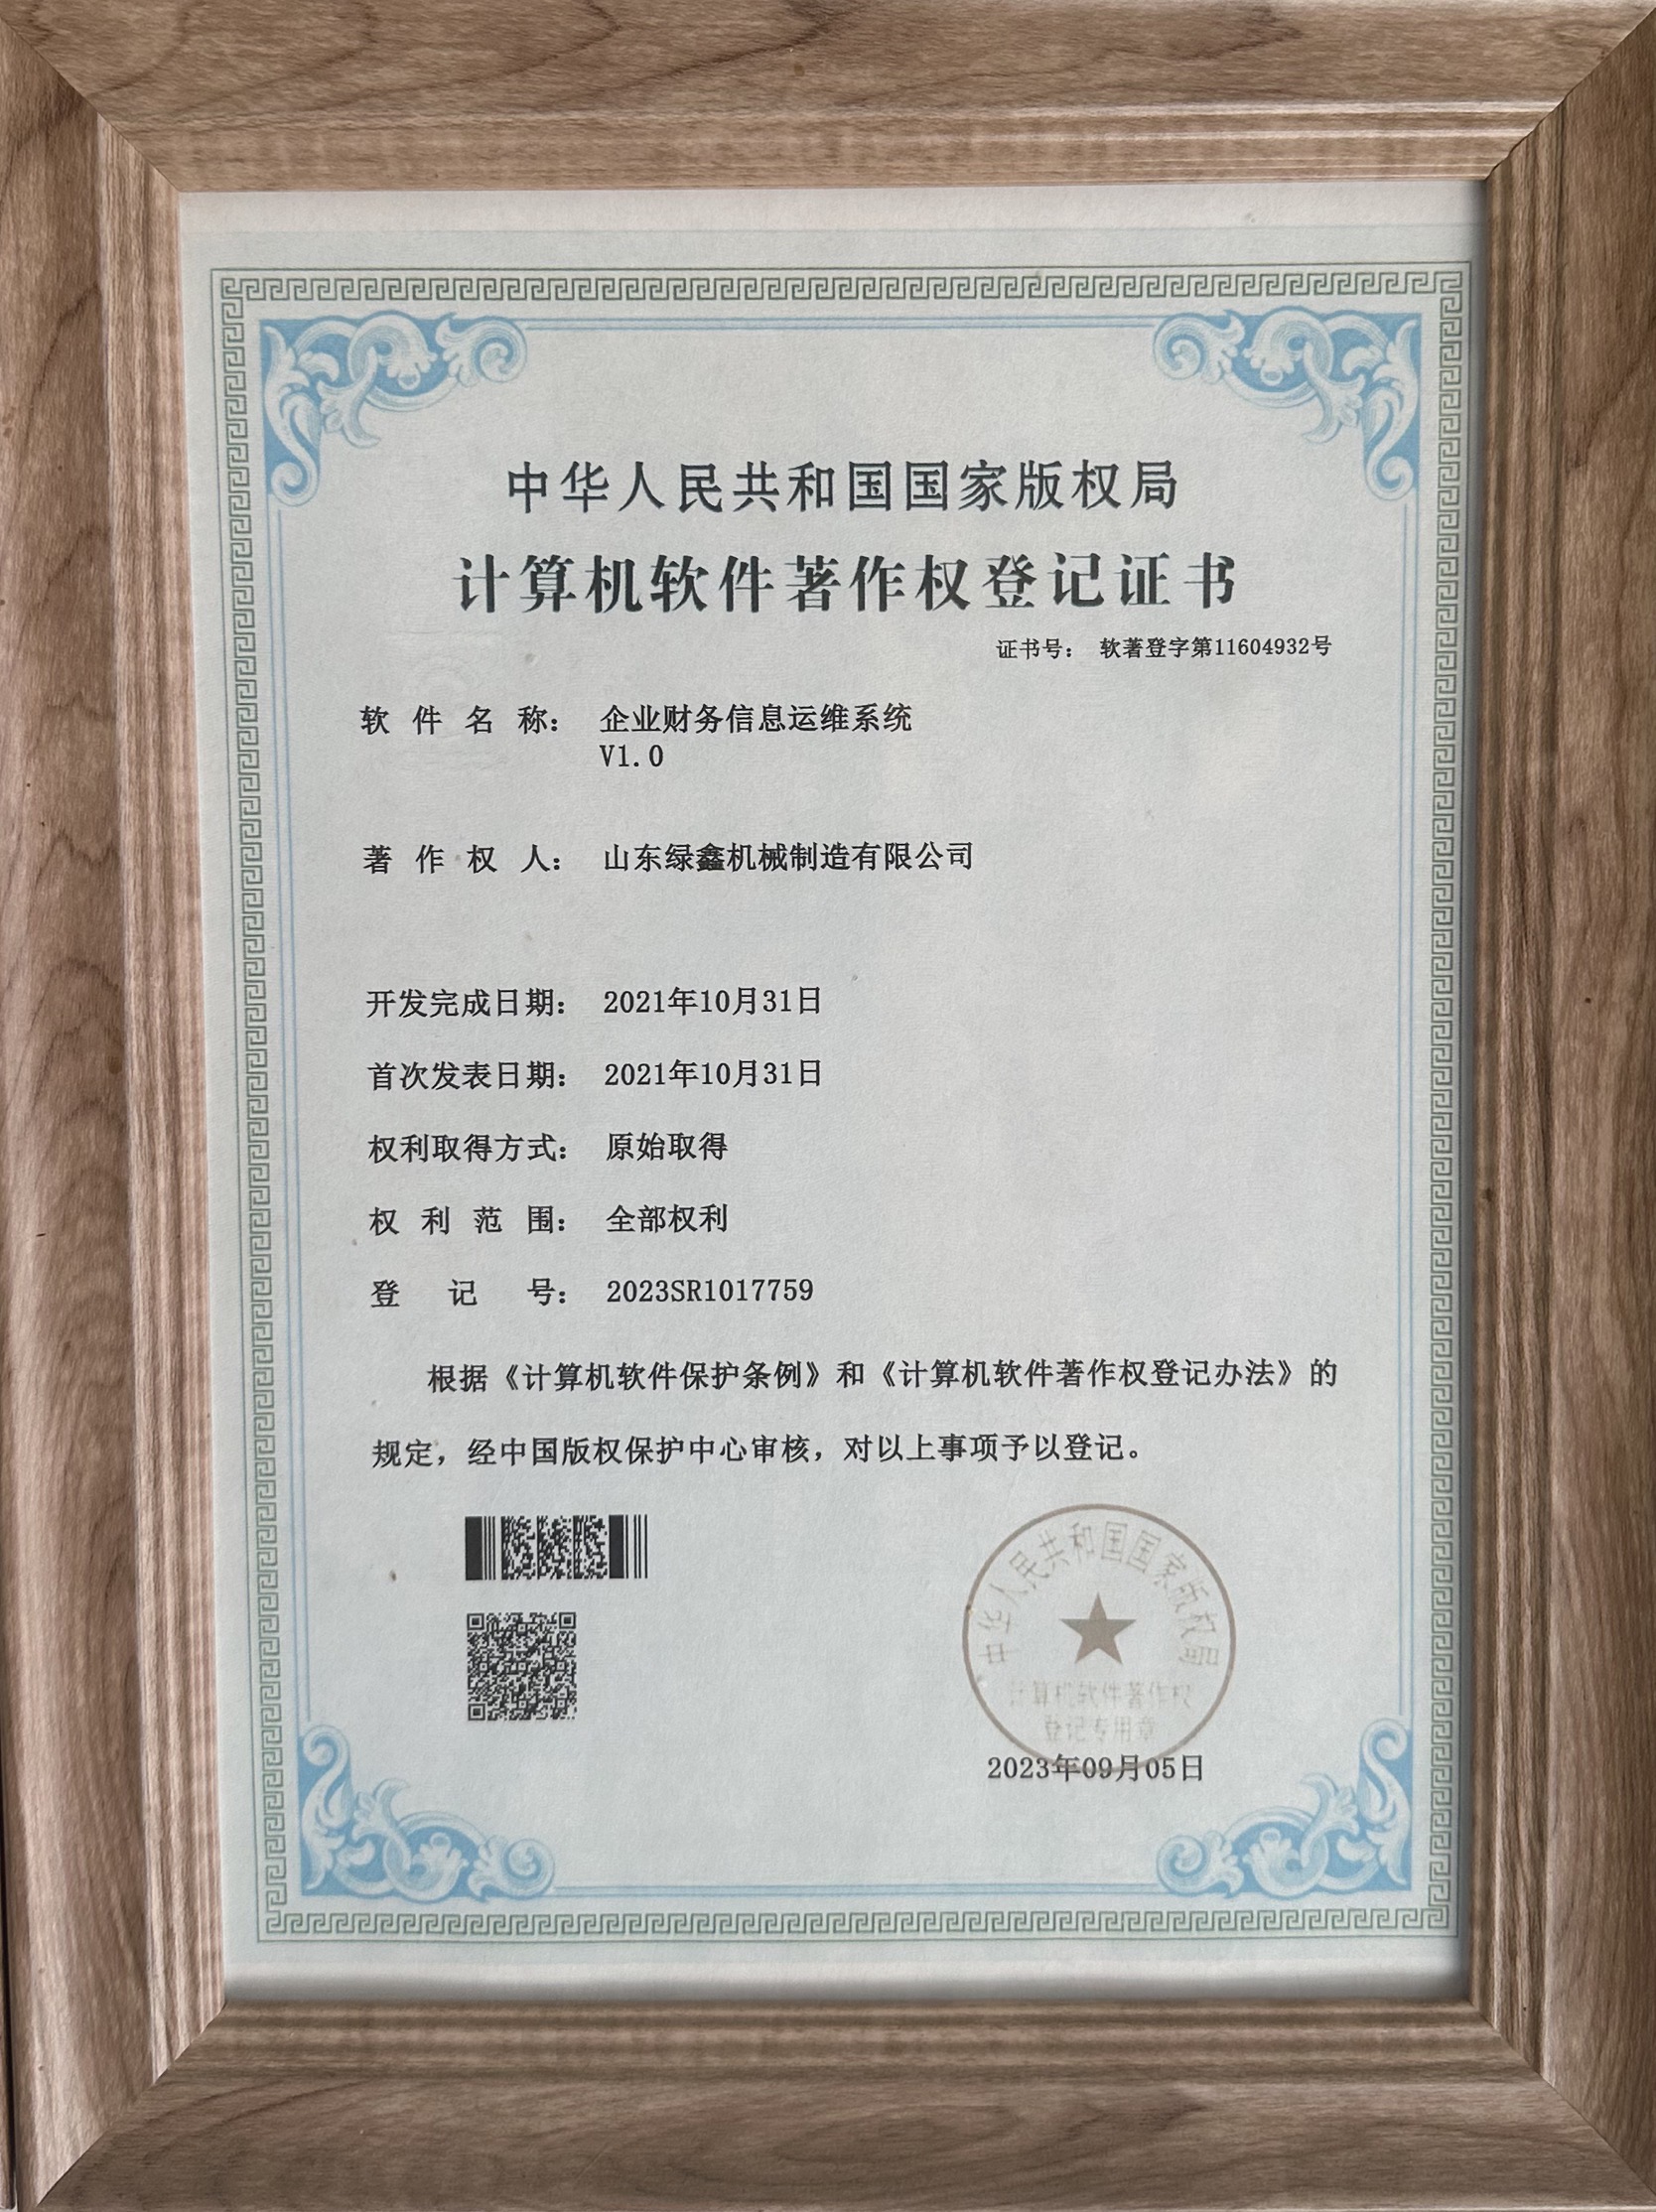 中华人民共和国国家版权局
计算机软件著作权登记证书
证书号： 软著登字第11604932号
软件名称： 企业财务信息运维系统
V1.0
著作权人： 山东绿鑫机械制造有限公司
开发完成日期： 2021年10月31日
首次发表日期： 2021年10月31日
权利取得方式： 原始取得
权利范围： 全部权利
登记号： 2023SR1017759
根据《计算机软件保护条例》和《计算机软件著作权登记办法》的
规定，经中国版权保护中心审核，对以上事项予以登记。
中华人民共和国国家版权局
计算机软件著作权
登记专用章
2023年09月05日